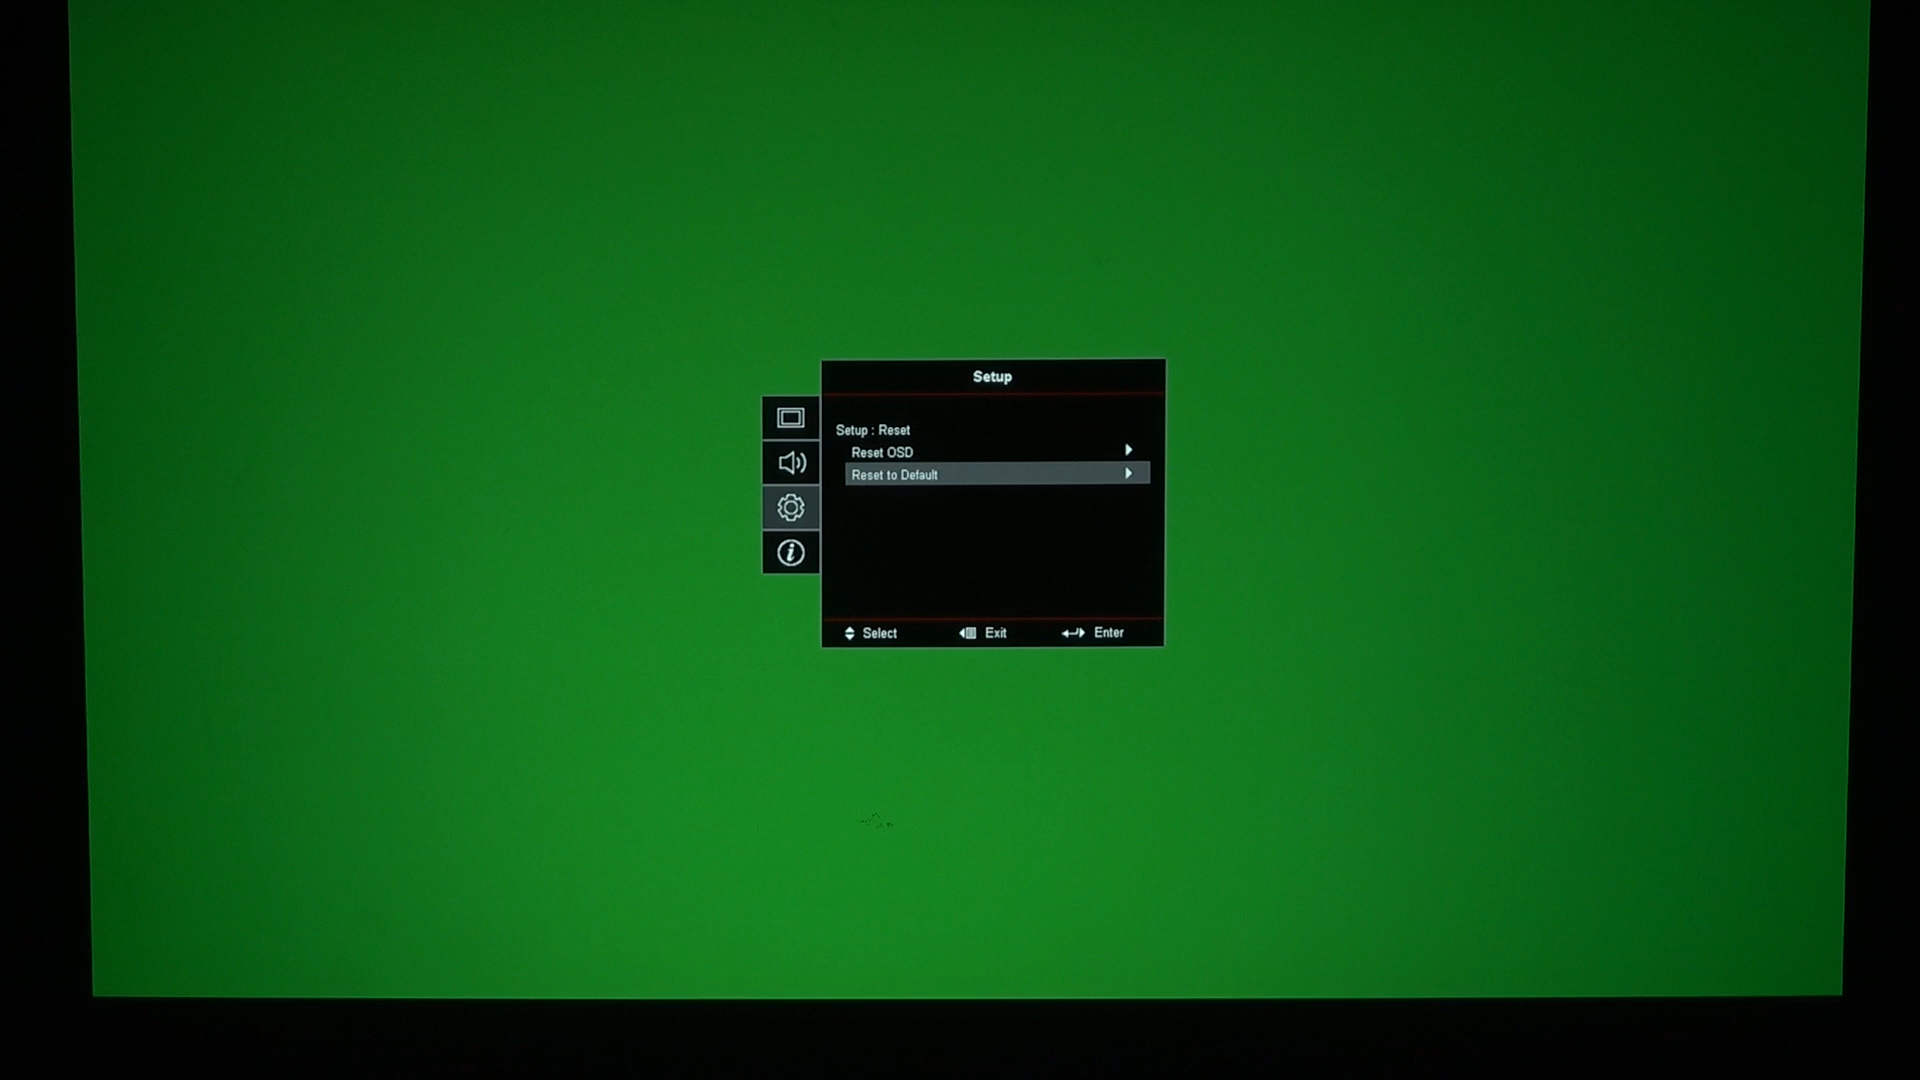 Setup
Setup : Reset
Reset OSD
Reset to Default
Select Exit Enter